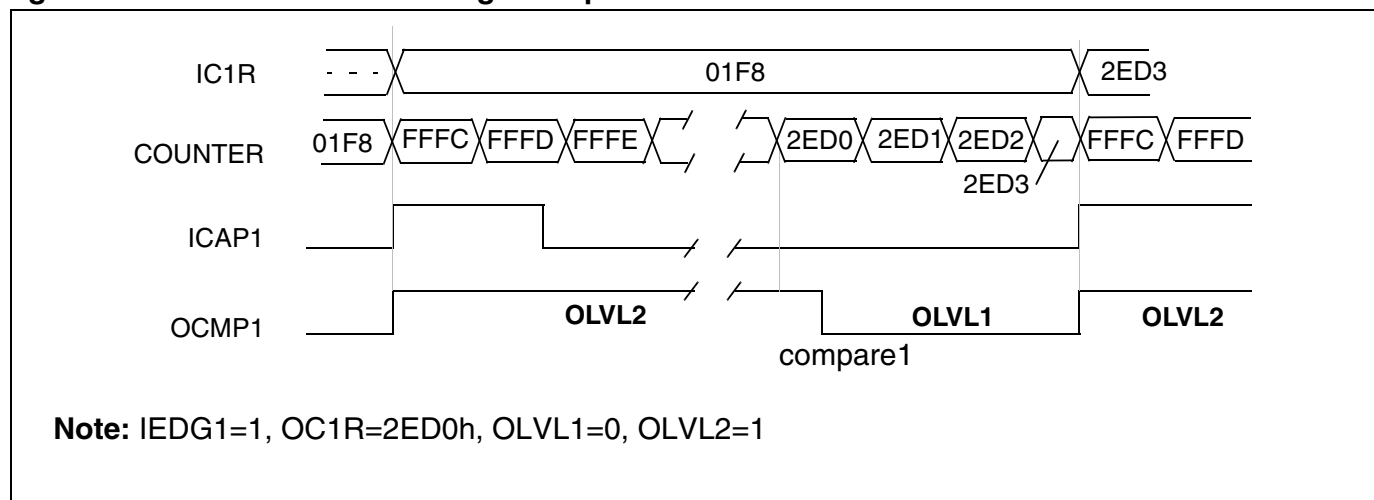 IC1R - - - 01F8 2ED3
COUNTER 01F8 FFFC FFFD FFFE 2ED0 2ED1 2ED2 FFFC FFFD
2ED3
ICAP1
OCMP1 OLVL2 OLVL1 OLVL2
compare1
Note: IEDG1=1, OC1R=2ED0h, OLVL1=0, OLVL2=1